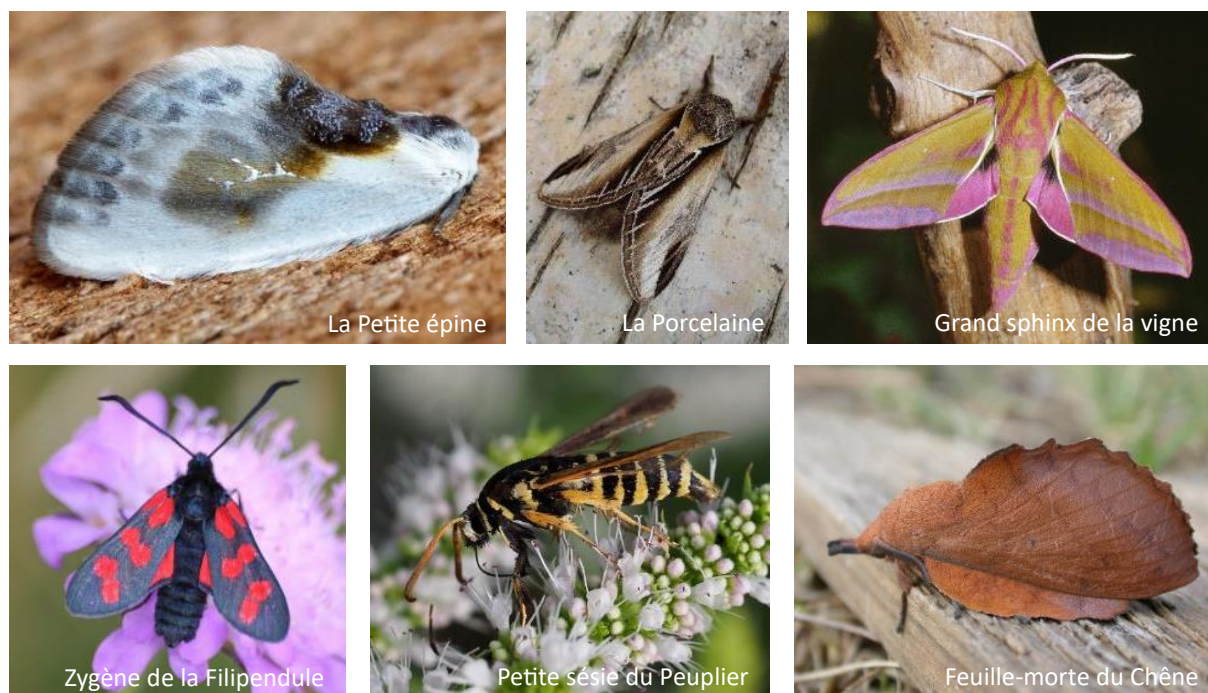 La Petite épine
La Porcelaine
Grand sphinx de la vigne
Zygène de la Filipendule
Petite sésie du Peuplier
Feuille-morte du Chêne